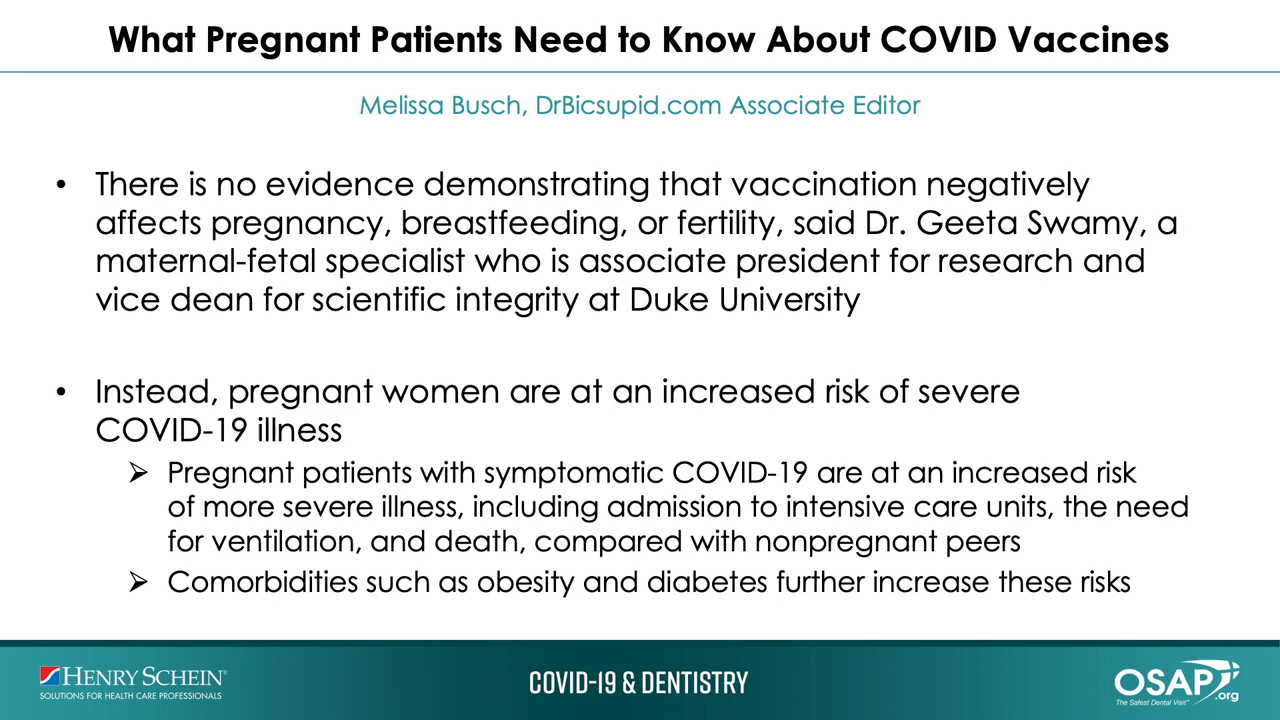 What Pregnant Patients Need to Know About COVID Vaccines
Melissa Busch, DrBicsupid.com Associate Editor
• There is no evidence demonstrating that vaccination negatively
affects pregnancy, breastfeeding, or fertility, said Dr. Geeta Swamy, a
maternal-fetal specialist who is associate president for research and
vice dean for scientific integrity at Duke University
• Instead, pregnant women are at an increased risk of severe
COVID-19 illness
➢ Pregnant patients with symptomatic COVID-19 are at an increased risk
of more severe illness, including admission to intensive care units, the need
for ventilation, and death, compared with nonpregnant peers
➢ Comorbidities such as obesity and diabetes further increase these risks
HENRY SCHEIN®
SOLUTIONS FOR HEALTH CARE PROFESSIONALS
COVID-19 & DENTISTRY
OSAP.org
The Safest Dental Visit™